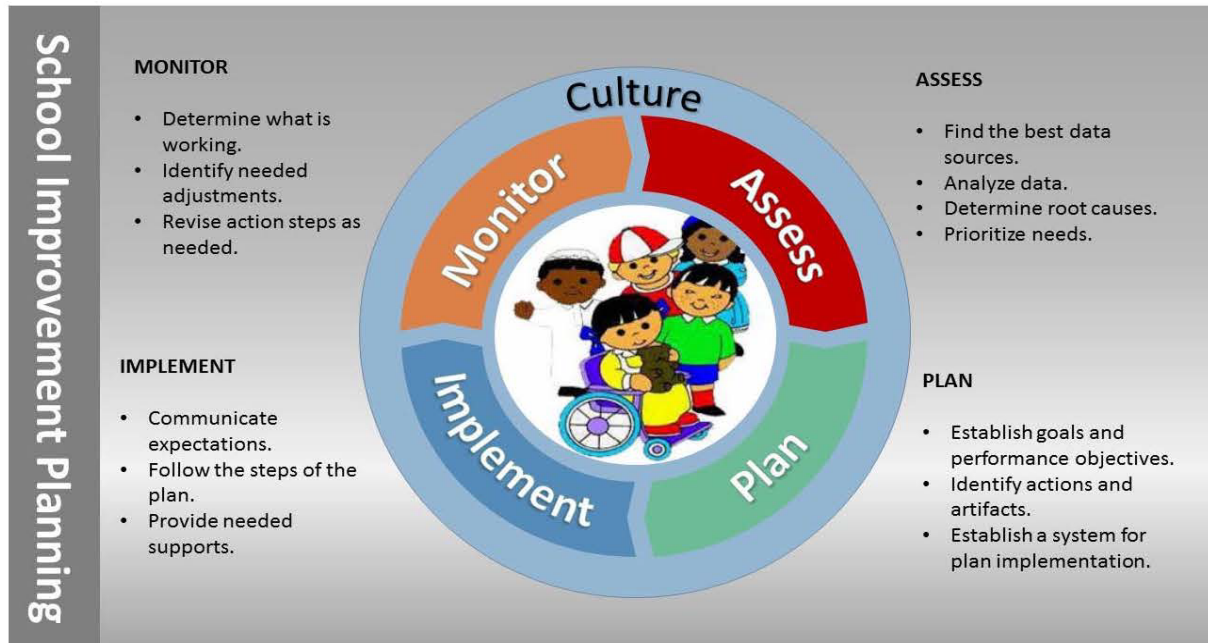 School Improvement Planning
MONITOR
• Determine what is
working.
• Identify needed
adjustments.
• Revise action steps as
needed.
IMPLEMENT
• Communicate
expectations.
• Follow the steps of the
plan.
• Provide needed
supports.
Culture
Monitor
Assess
Implement
Plan
ASSESS
• Find the best data
sources.
• Analyze data.
• Determine root causes.
• Prioritize needs.
PLAN
• Establish goals and
performance objectives.
• Identify actions and
artifacts.
• Establish a system for
plan implementation.